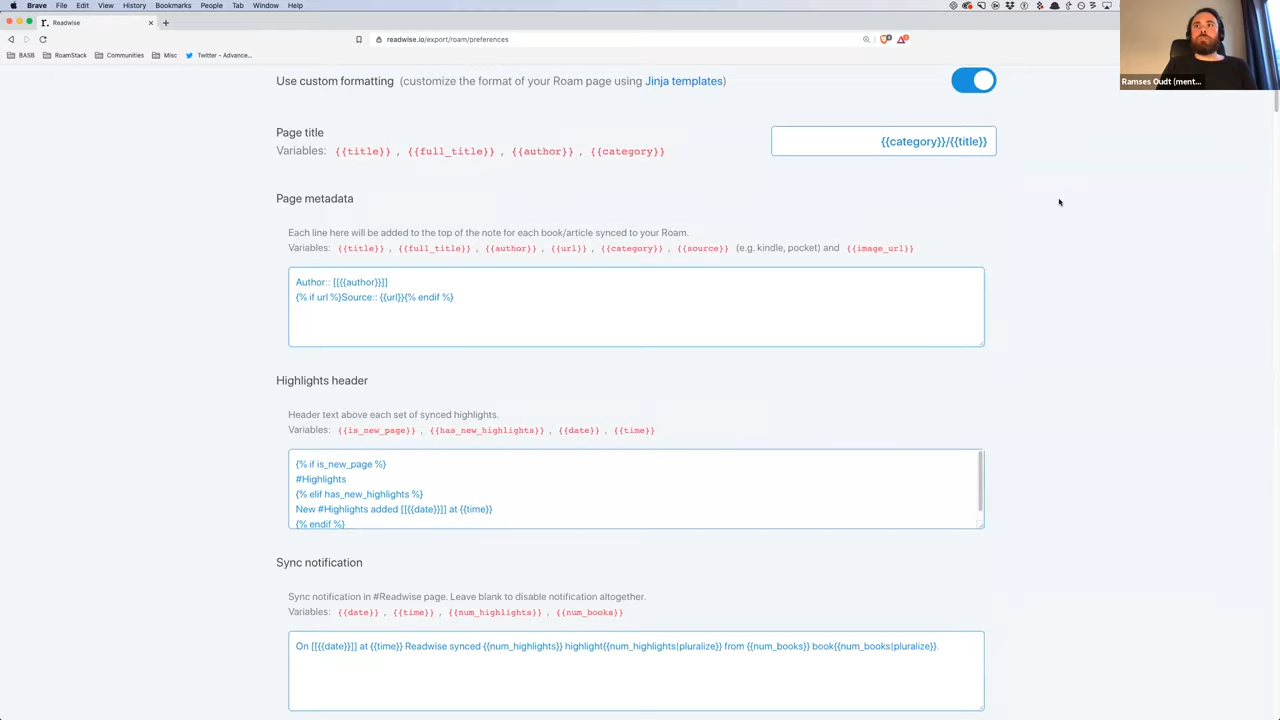 Brave File Edit View History Bookmarks People Tab Window Help
r. Readwise
readwise.io/export/roam/preferences
BASB RoamStack Communities Misc Twitter - Advance...
Ramses Oudt (ment...
Use custom formatting (customize the format of your Roam page using Jinja templates)
Page title
Variables: {{title}} , {{full_title}} , {{author}} , {{category}}
{{category}}/{{title}}
Page metadata
Each line here will be added to the top of the note for each book/article synced to your Roam.
Variables: {{title}} , {{full_title}} , {{author}} , {{url}} , {{category}} , {{source}} (e.g. kindle, pocket) and {{image_url}}
Author:: [[{{author}}]]
{% if url %}Source:: {{url}}{% endif %}
Highlights header
Header text above each set of synced highlights.
Variables: {{is_new_page}} , {{has_new_highlights}} , {{date}} , {{time}}
{% if is_new_page %}
#Highlights
{% elif has_new_highlights %}
New #Highlights added [[{{date}}]] at {{time}}
{% endif %}
Sync notification
Sync notification in #Readwise page. Leave blank to disable notification altogether.
Variables: {{date}} , {{time}} , {{num_highlights}} , {{num_books}}
On [[{{date}}]] at {{time}} Readwise synced {{num_highlights}} highlight{{num_highlights|pluralize}} from {{num_books}} book{{num_books|pluralize}}.